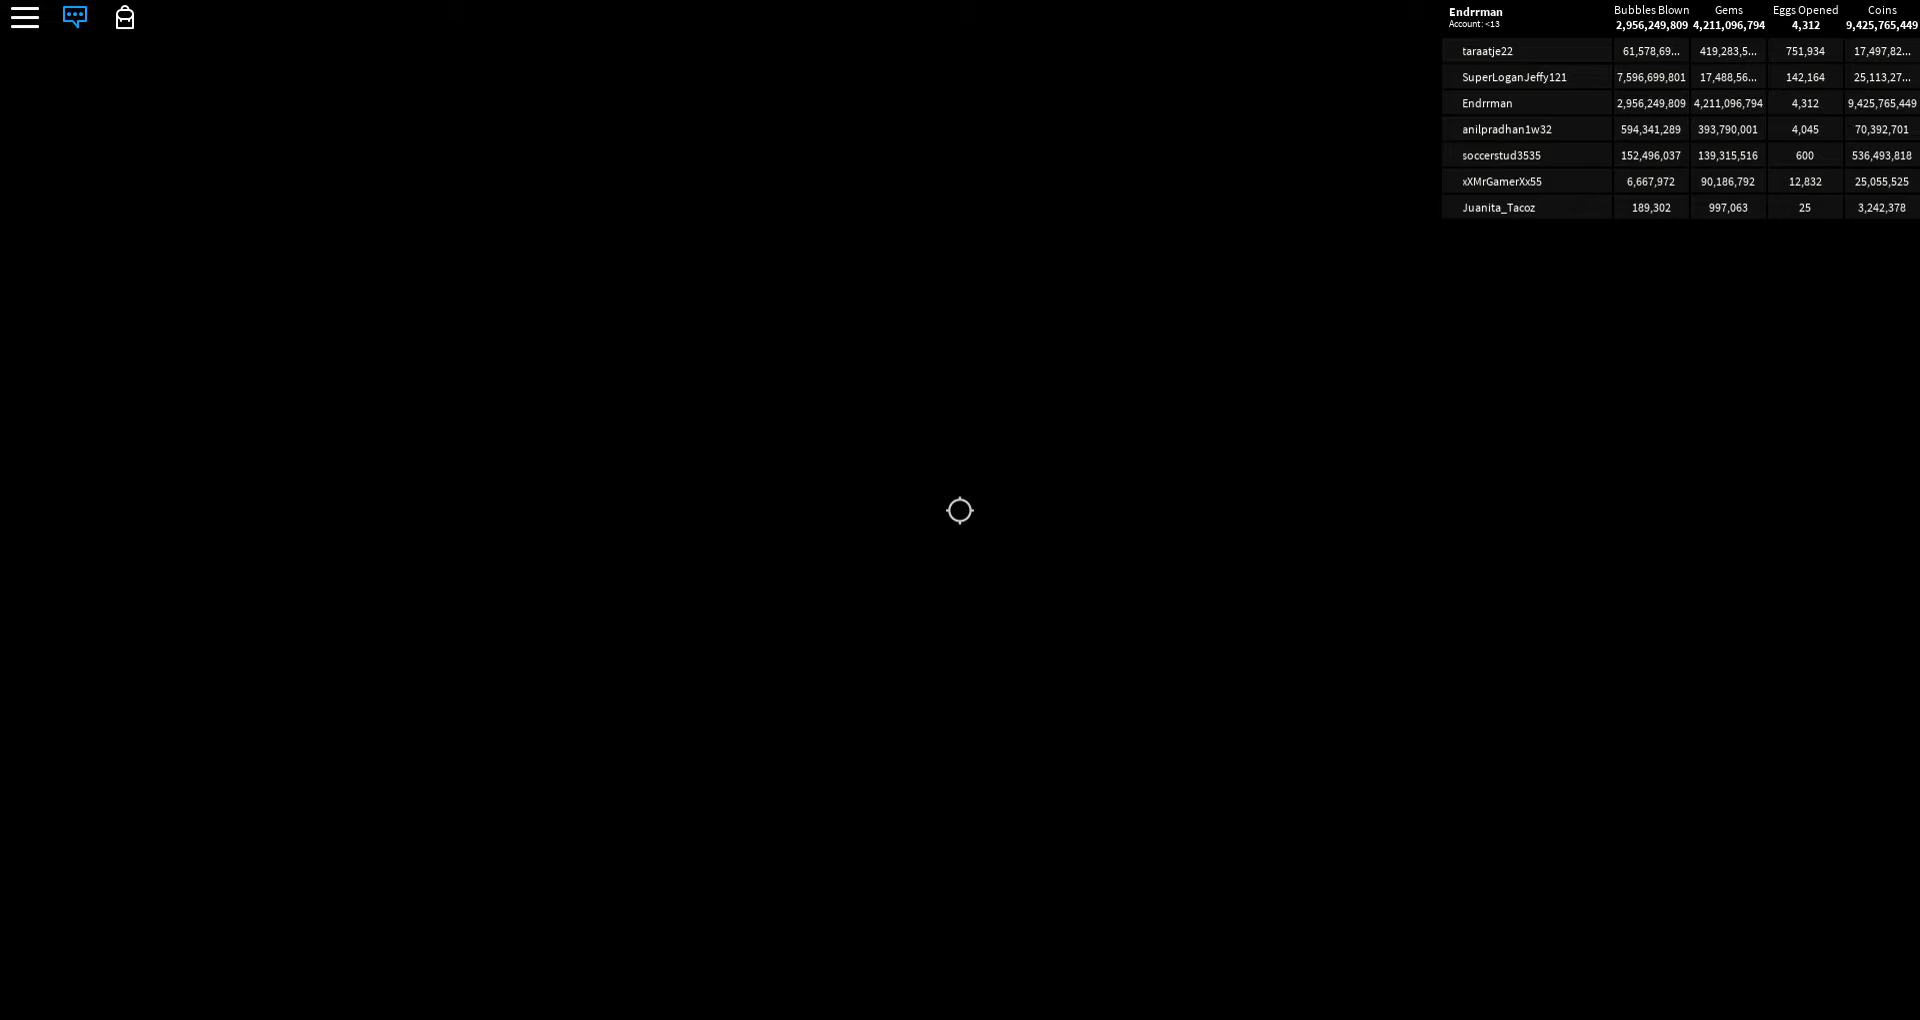 Endrrman Bubbles Blown Gems Eggs Opened Coins
Account: <13 2,956,249,809 4,211,096,794 4,312 9,425,765,449
taraatje22 61,578,69... 419,283,5... 751,934 17,497,82...
SuperLoganJeffy121 7,596,699,801 17,488,56... 142,164 25,113,27...
Endrrman 2,956,249,809 4,211,096,794 4,312 9,425,765,449
anilpradhan1w32 594,341,289 393,790,001 4,045 70,392,701
soccerstud3535 152,496,037 139,315,516 600 536,493,818
xXMrGamerXx55 6,667,972 90,186,792 12,832 25,055,525
Juanita_Tacoz 189,302 997,063 25 3,242,378